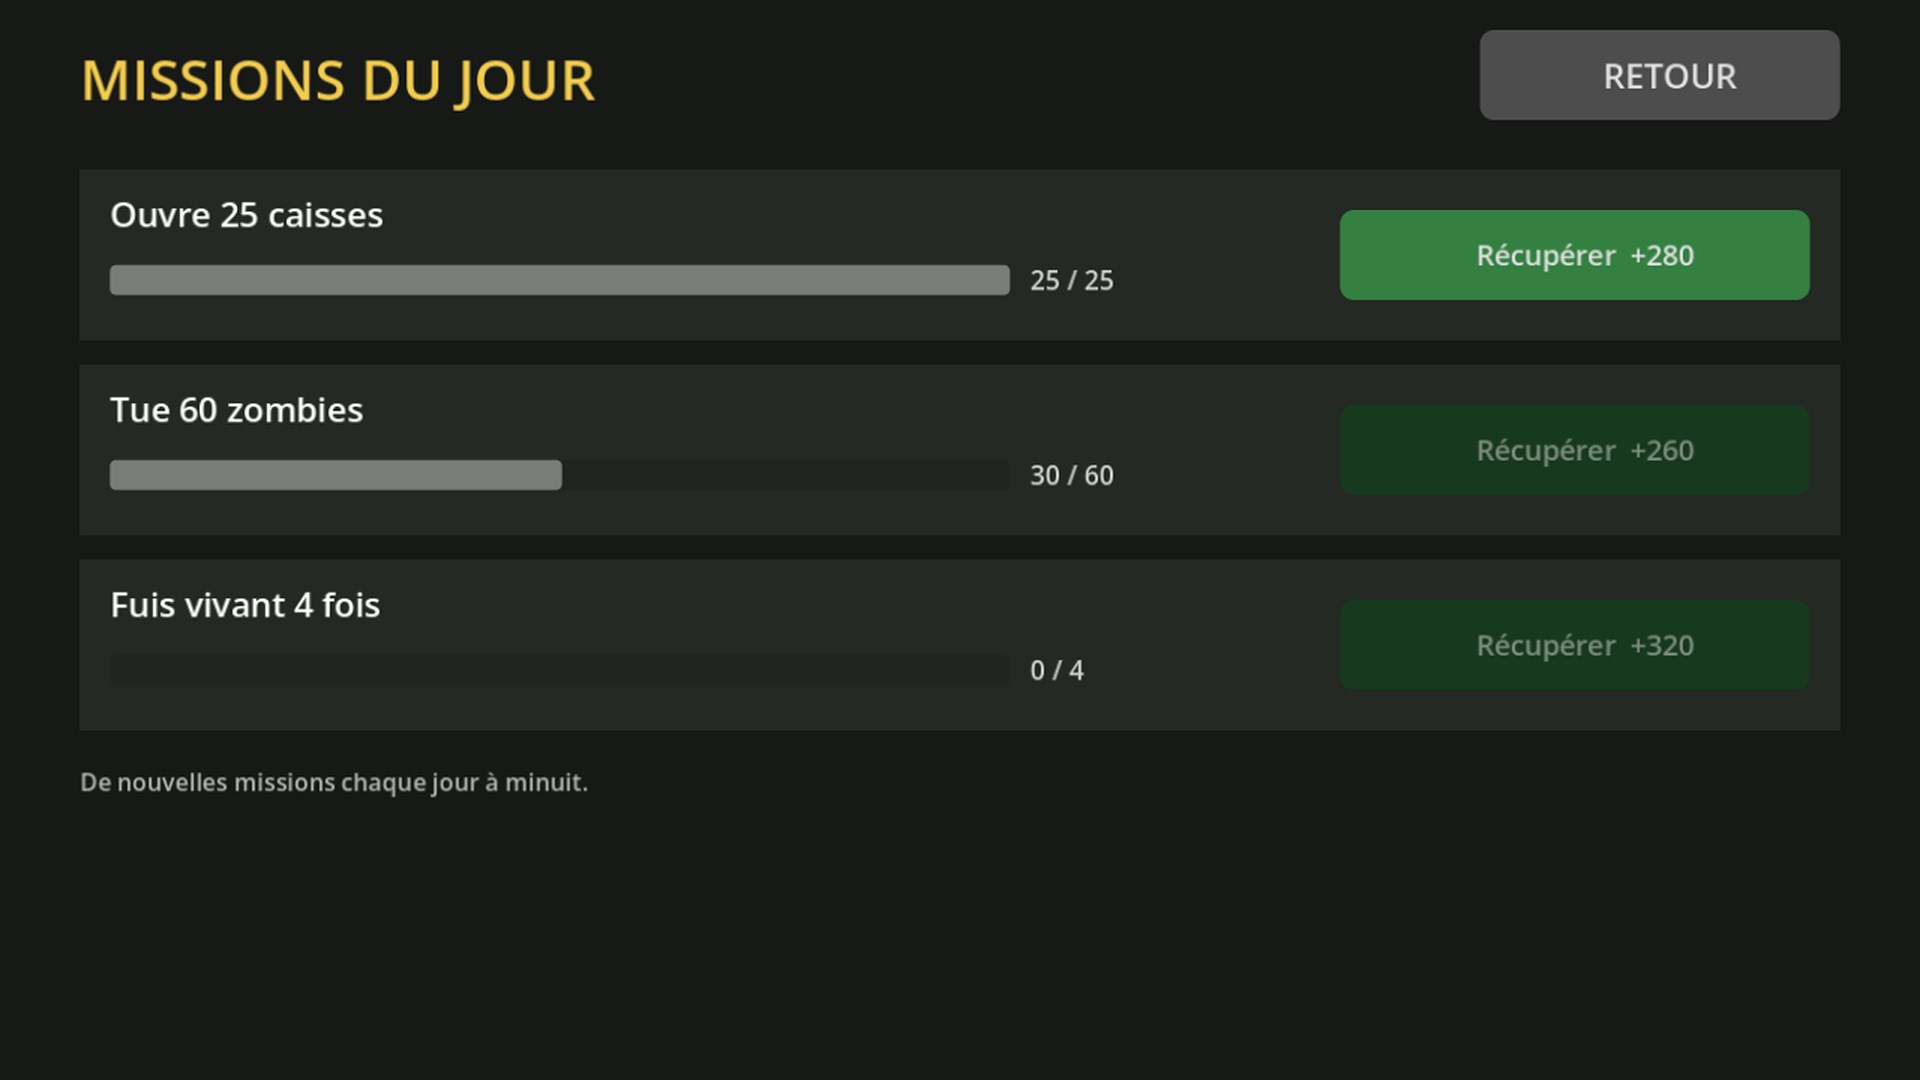 MISSIONS DU JOUR
RETOUR
Ouvre 25 caisses
25 / 25
Récupérer +280
Tue 60 zombies
30 / 60
Récupérer +260
Fuis vivant 4 fois
0 / 4
Récupérer +320
De nouvelles missions chaque jour à minuit.